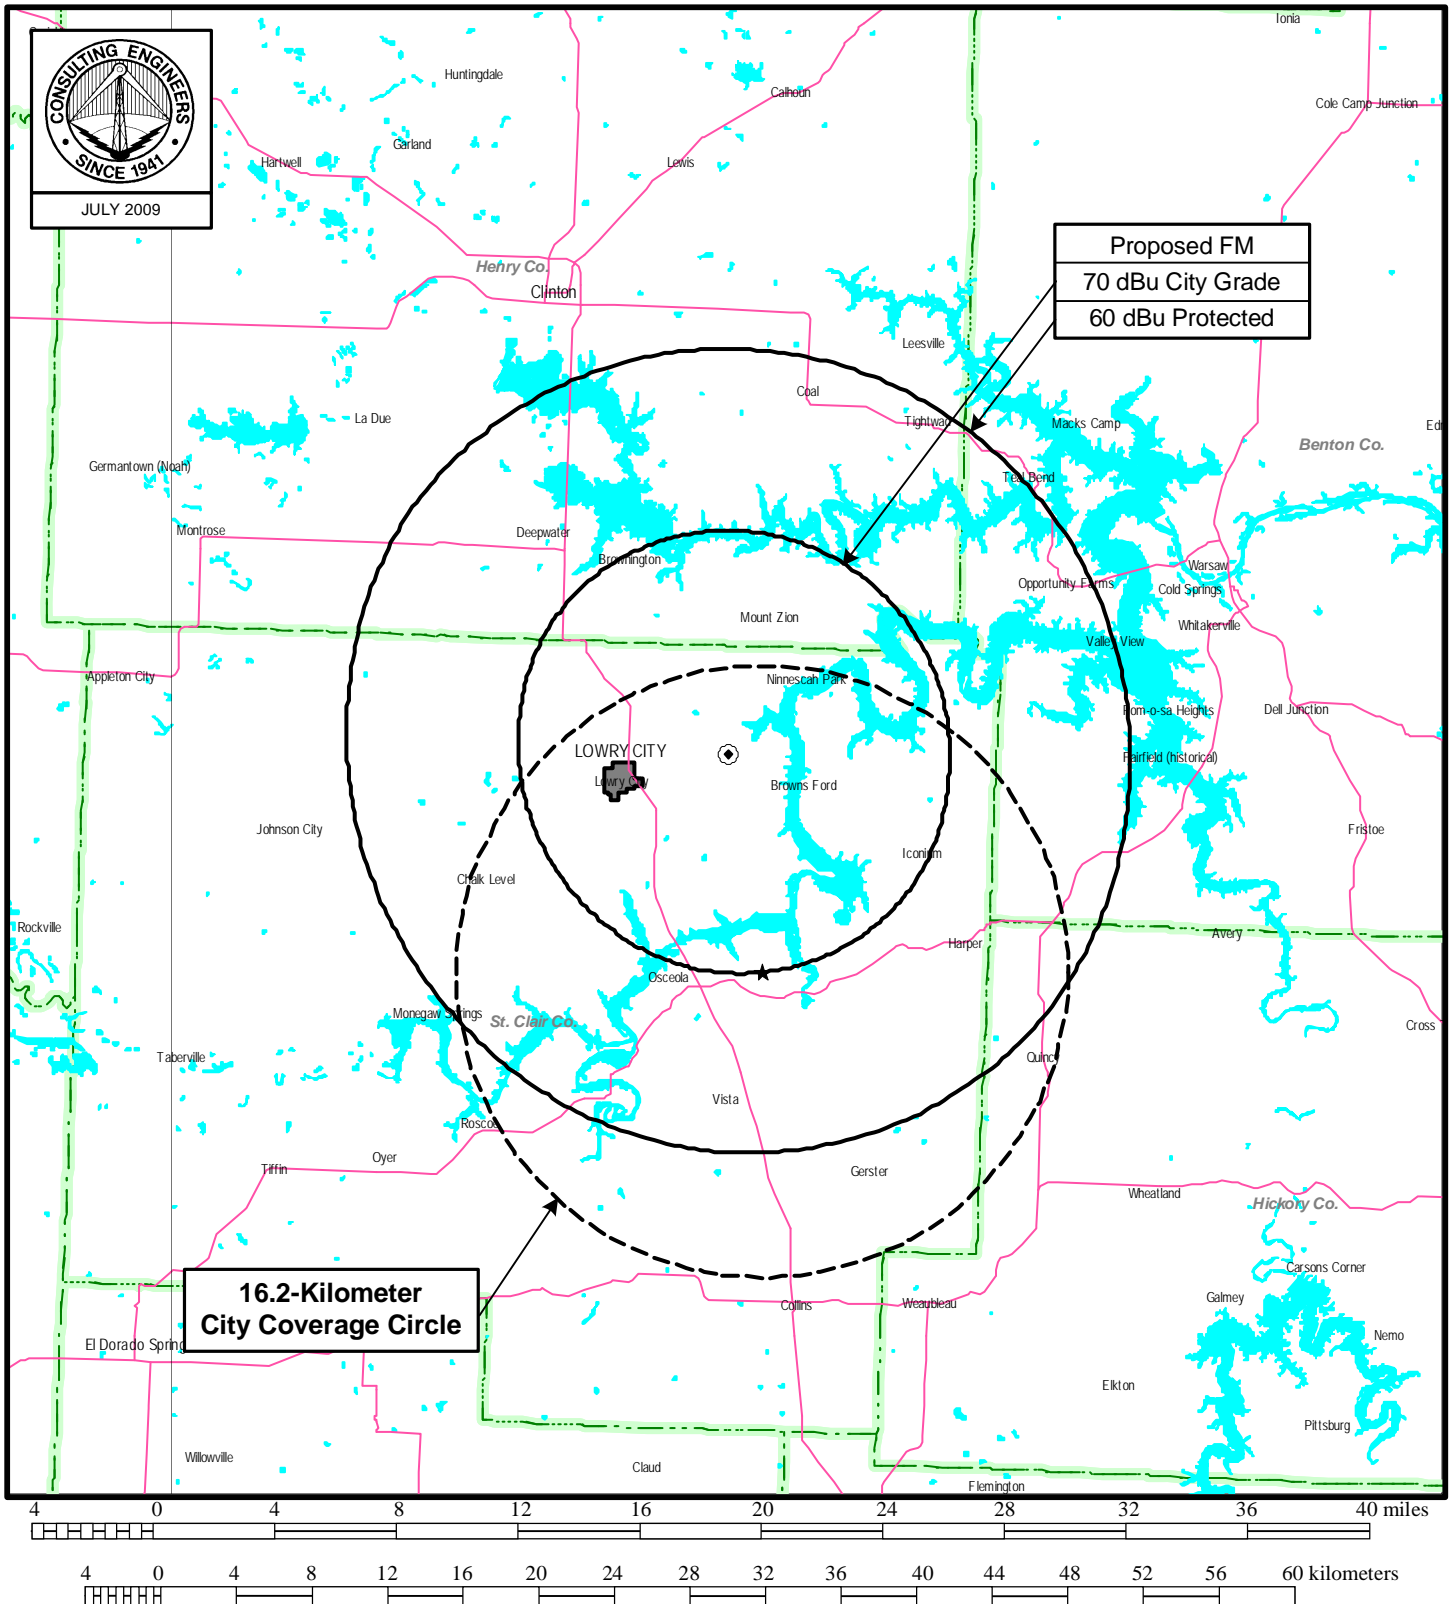 Ionia
CONSULTING ENGINEERS
• SINCE 1941 •
JULY 2009
Huntingdale
Calhoun
Cole Camp Junction
Garland
Hartwell
Lewis
Proposed FM
70 dBu City Grade
60 dBu Protected
Henry Co.
Clinton
Leesville
Coal
La Due
Tightwad
Macks Camp
Benton Co.
Germantown (Noah)
Teal Bend
Montrose
Deepwater
Brownington
Warsaw
Opportunity Farms
Cold Springs
Mount Zion
Whitakerville
Valley View
Appleton City
Ninnescah Park
Pom-o-sa Heights
Dell Junction
LOWRY CITY
Fairfield (historical)
Lowry City
Browns Ford
Johnson City
Fristoe
Iconium
Chalk Level
Rockville
Avery
Harper
Osceola
Monegaw Springs
St. Clair Co.
Cross
Taberville
Quincy
Vista
Roscoe
Oyer
Tiffin
Gerster
Wheatland
Hickory Co.
Carsons Corner
16.2-Kilometer
City Coverage Circle
Galmey
Collins
Weaubleau
Nemo
El Dorado Spring
Elkton
Pittsburg
Willowville
Claud
Flemington
4 0 4 8 12 16 20 24 28 32 36 40 miles
4 0 4 8 12 16 20 24 28 32 36 40 44 48 52 56 60 kilometers